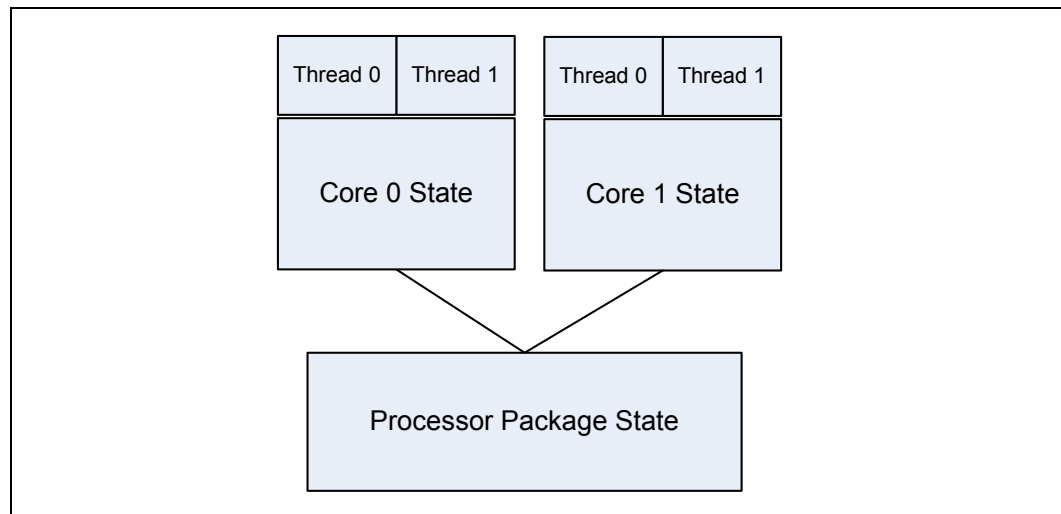 Thread 0
Thread 1
Thread 0
Thread 1
Core 0 State
Core 1 State
Processor Package State